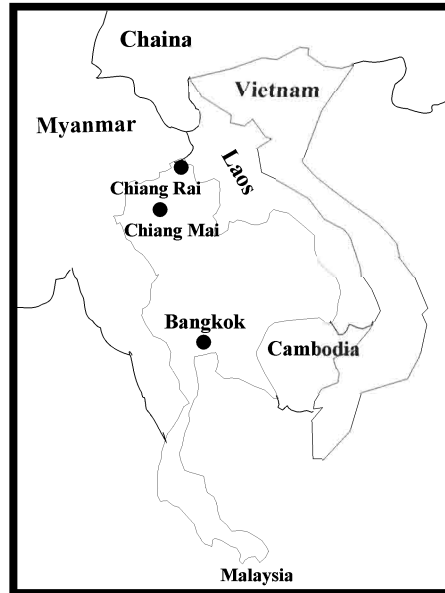 Chaina
Vietnam
Myanmar
Laos
Chiang Rai
Chiang Mai
Bangkok
Cambodia
Malaysia